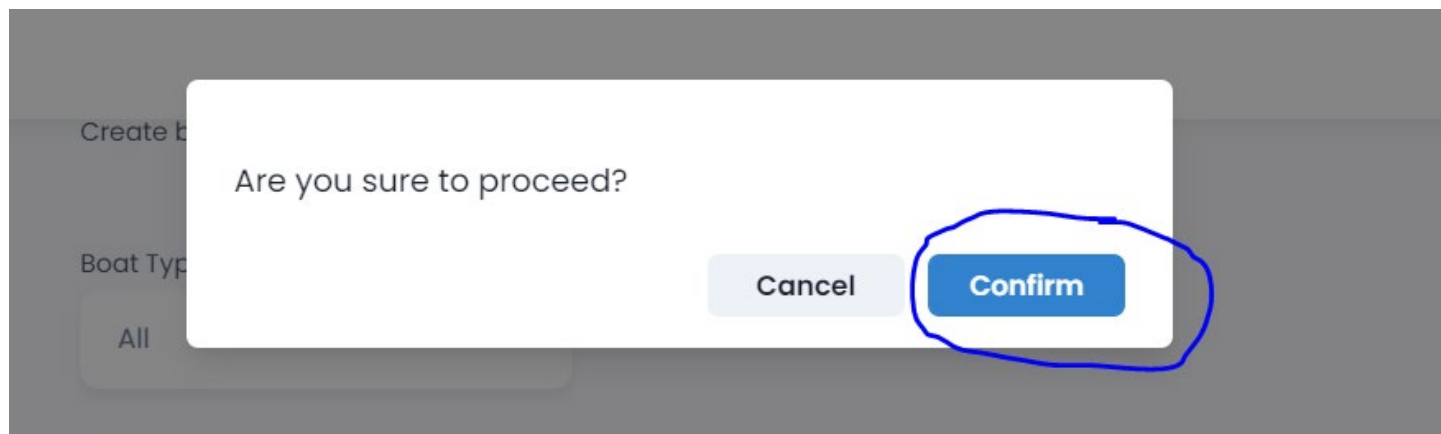 Create b
Are you sure to proceed?
Boat Typ
Cancel Confirm
All